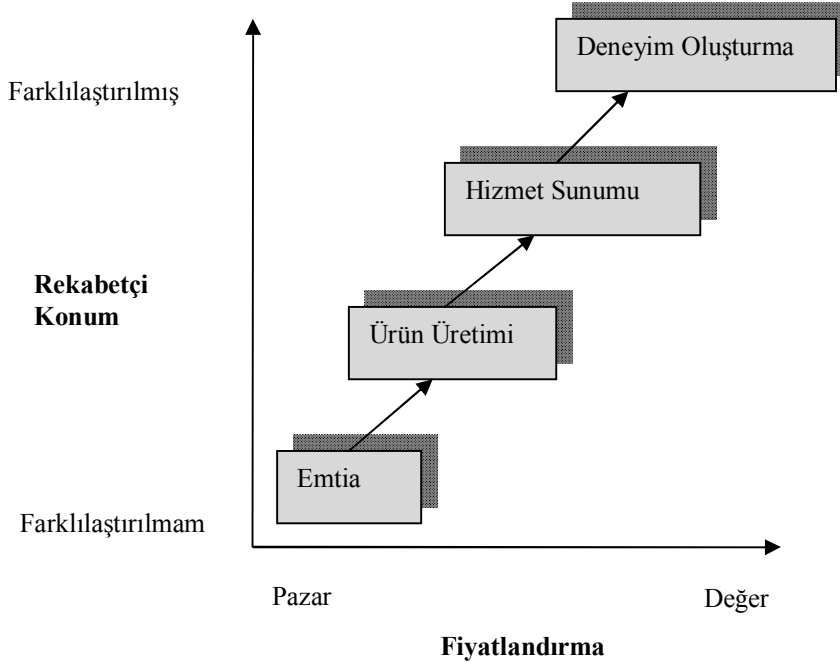 Deneyim Oluşturma
Farklılaştırılmış
Hizmet Sunumu
Rekabetçi
Konum
Ürün Üretimi
Emtia
Farklılaştırılmam
Pazar
Değer
Fiyatlandırma